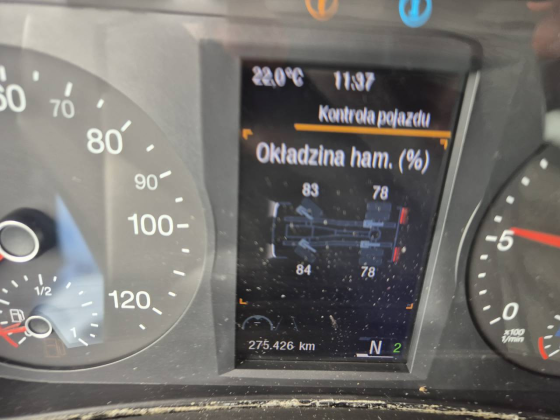 22.0°C 11:37
Kontrola pojazdu
Okładzina ham. (%)
83 78
84 78
275.426 km N 2
60
70
80
90
100
120
1/2
1
5
0
x100
1/min